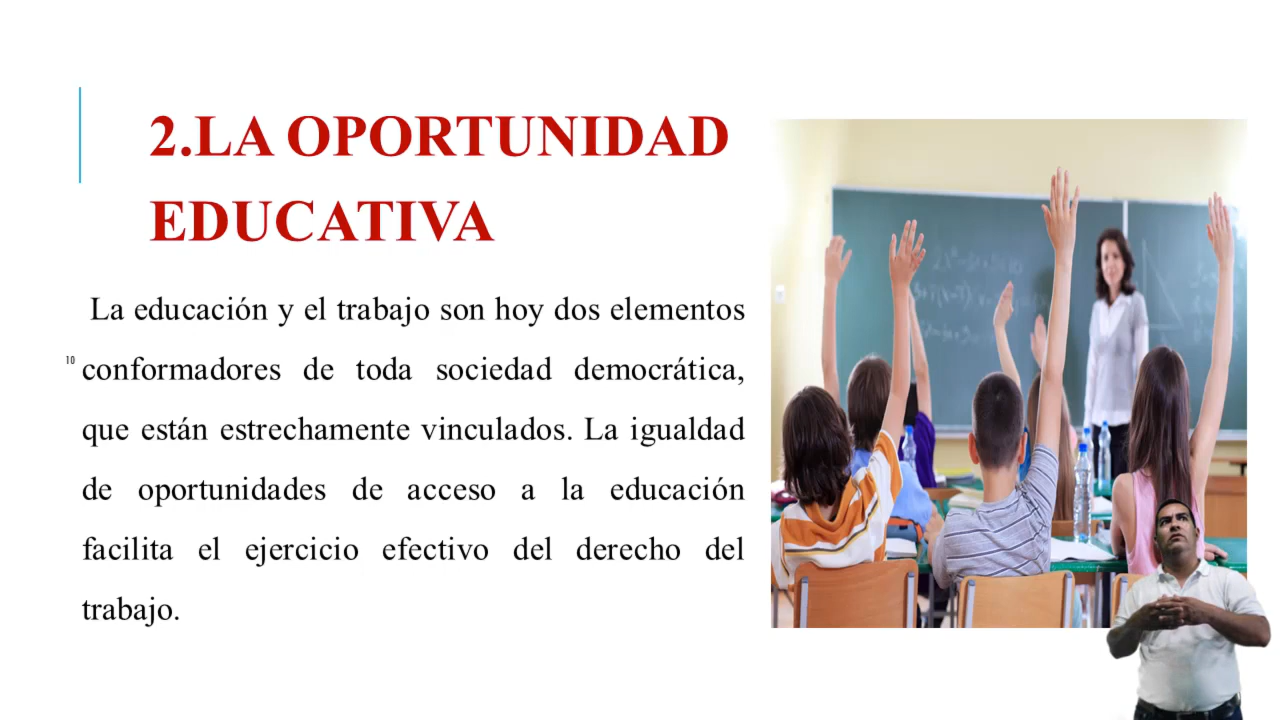 2.LA OPORTUNIDAD
EDUCATIVA
La educación y el trabajo son hoy dos elementos
10
conformadores de toda sociedad democrática,
que están estrechamente vinculados. La igualdad
de oportunidades de acceso a la educación
facilita el ejercicio efectivo del derecho del
trabajo.